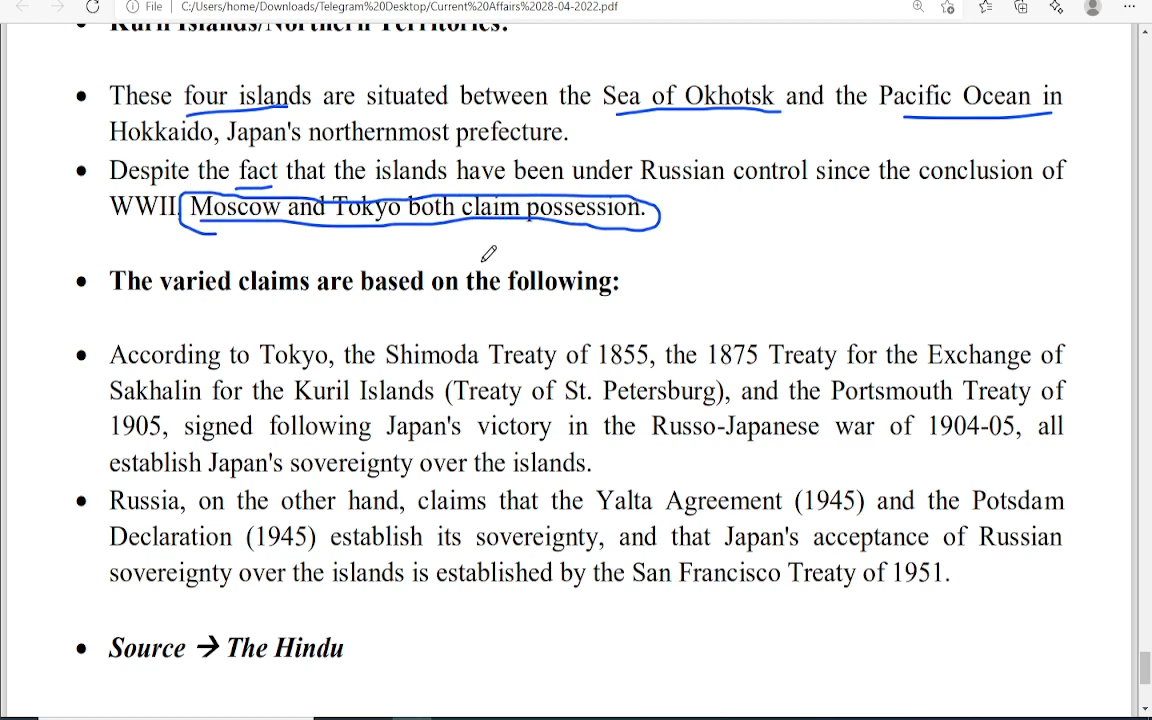 File | C:/Users/home/Downloads/Telegram%20Desktop/Current%20Affairs%2028-04-2022.pdf
Kuril Islands/Northern Territories:
• These four islands are situated between the Sea of Okhotsk and the Pacific Ocean in
Hokkaido, Japan's northernmost prefecture.
• Despite the fact that the islands have been under Russian control since the conclusion of
WWII, Moscow and Tokyo both claim possession.
• The varied claims are based on the following:
• According to Tokyo, the Shimoda Treaty of 1855, the 1875 Treaty for the Exchange of
Sakhalin for the Kuril Islands (Treaty of St. Petersburg), and the Portsmouth Treaty of
1905, signed following Japan's victory in the Russo-Japanese war of 1904-05, all
establish Japan's sovereignty over the islands.
• Russia, on the other hand, claims that the Yalta Agreement (1945) and the Potsdam
Declaration (1945) establish its sovereignty, and that Japan's acceptance of Russian
sovereignty over the islands is established by the San Francisco Treaty of 1951.
• Source → The Hindu